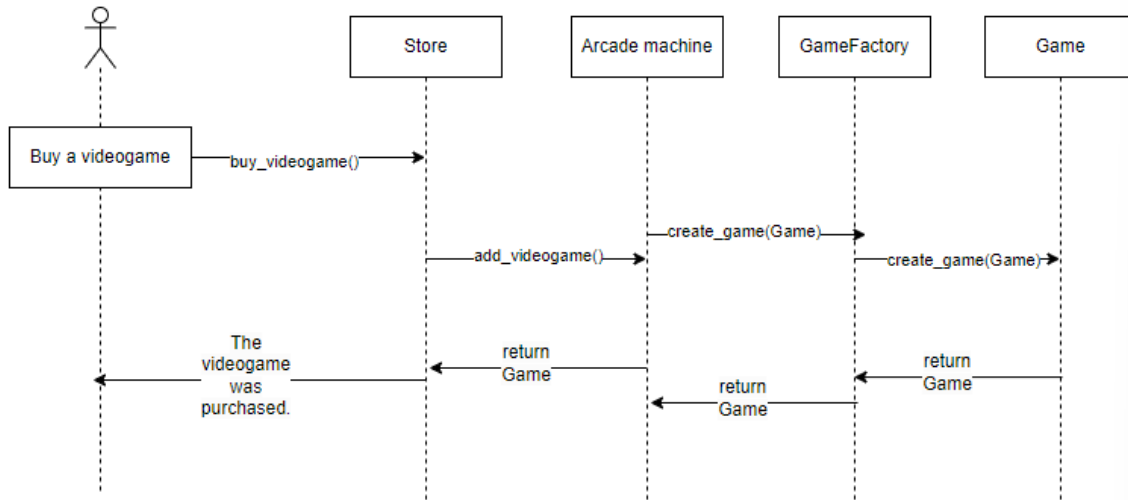 Store
Arcade machine
GameFactory
Game
Buy a videogame
buy_videogame()
create_game(Game)
add_videogame()
create_game(Game)
The
videogame
was
purchased.
return
Game
return
Game
return
Game